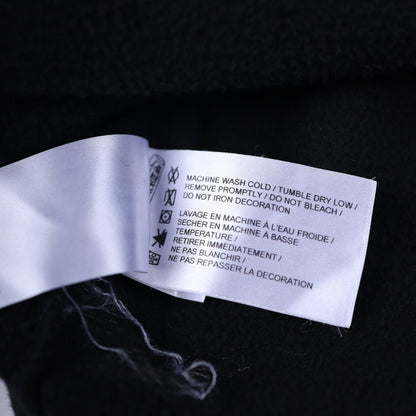 MACHINE WASH COLD / TUMBLE DRY LOW /
REMOVE PROMPTLY / DO NOT BLEACH /
DO NOT IRON DECORATION
LAVAGE EN MACHINE À L'EAU FROIDE /
SECHER EN MACHINE A BASSE
TEMPERATURE /
RETIRER IMMÉDIATEMENT /
NE PAS BLANCHIR /
NE PAS REPASSER LA DECORATION